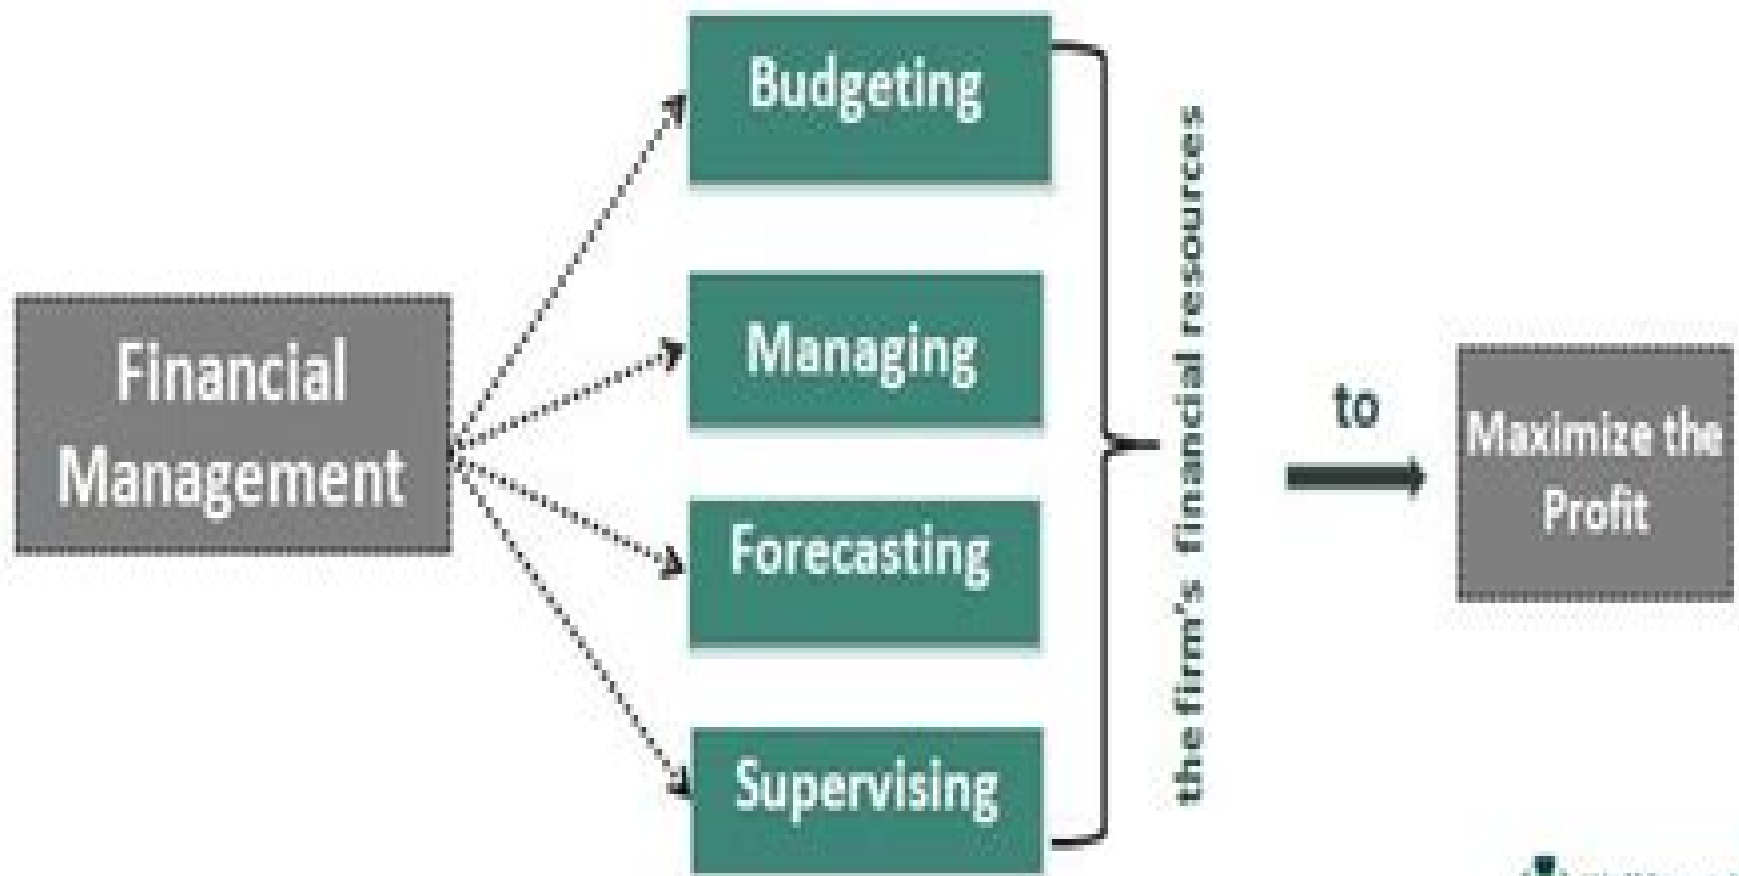 Financial
Management
Budgeting
Managing
Forecasting
Supervising
the firm's financial resources
to
Maximize the
Profit